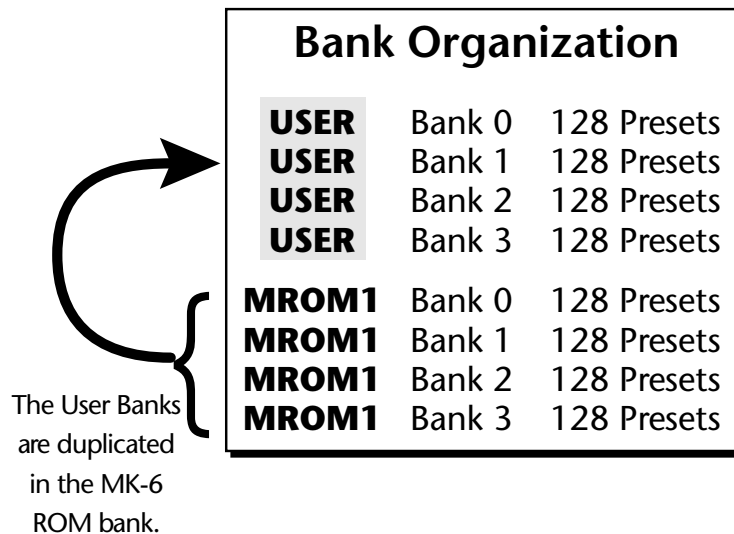 Bank Organization
USER Bank 0 128 Presets
USER Bank 1 128 Presets
USER Bank 2 128 Presets
USER Bank 3 128 Presets
MROM1 Bank 0 128 Presets
MROM1 Bank 1 128 Presets
MROM1 Bank 2 128 Presets
MROM1 Bank 3 128 Presets
The User Banks
are duplicated
in the MK-6
ROM bank.